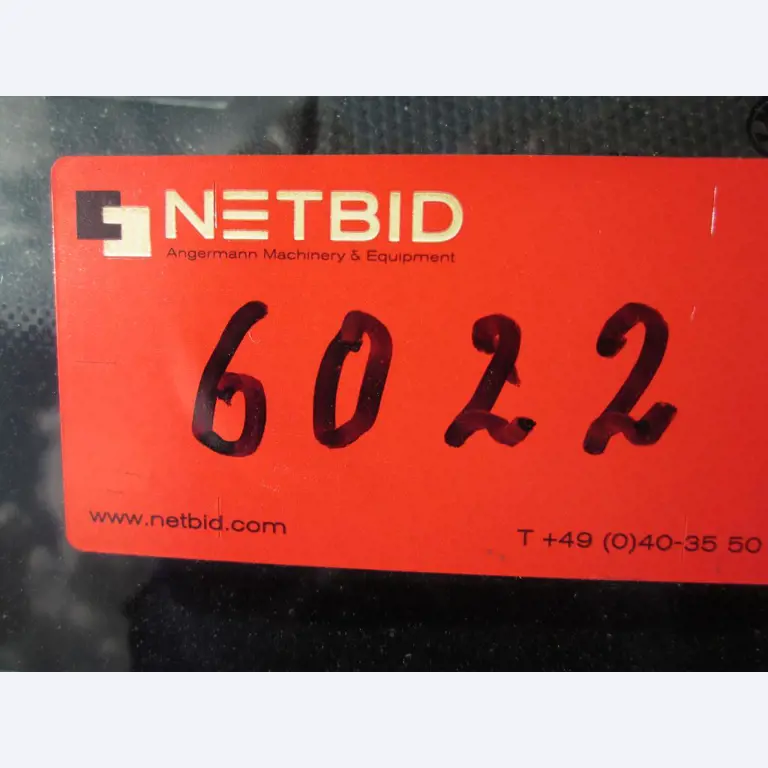 NETBID
Angermann Machinery & Equipment
6022
www.netbid.com
T +49 (0)40-35 50